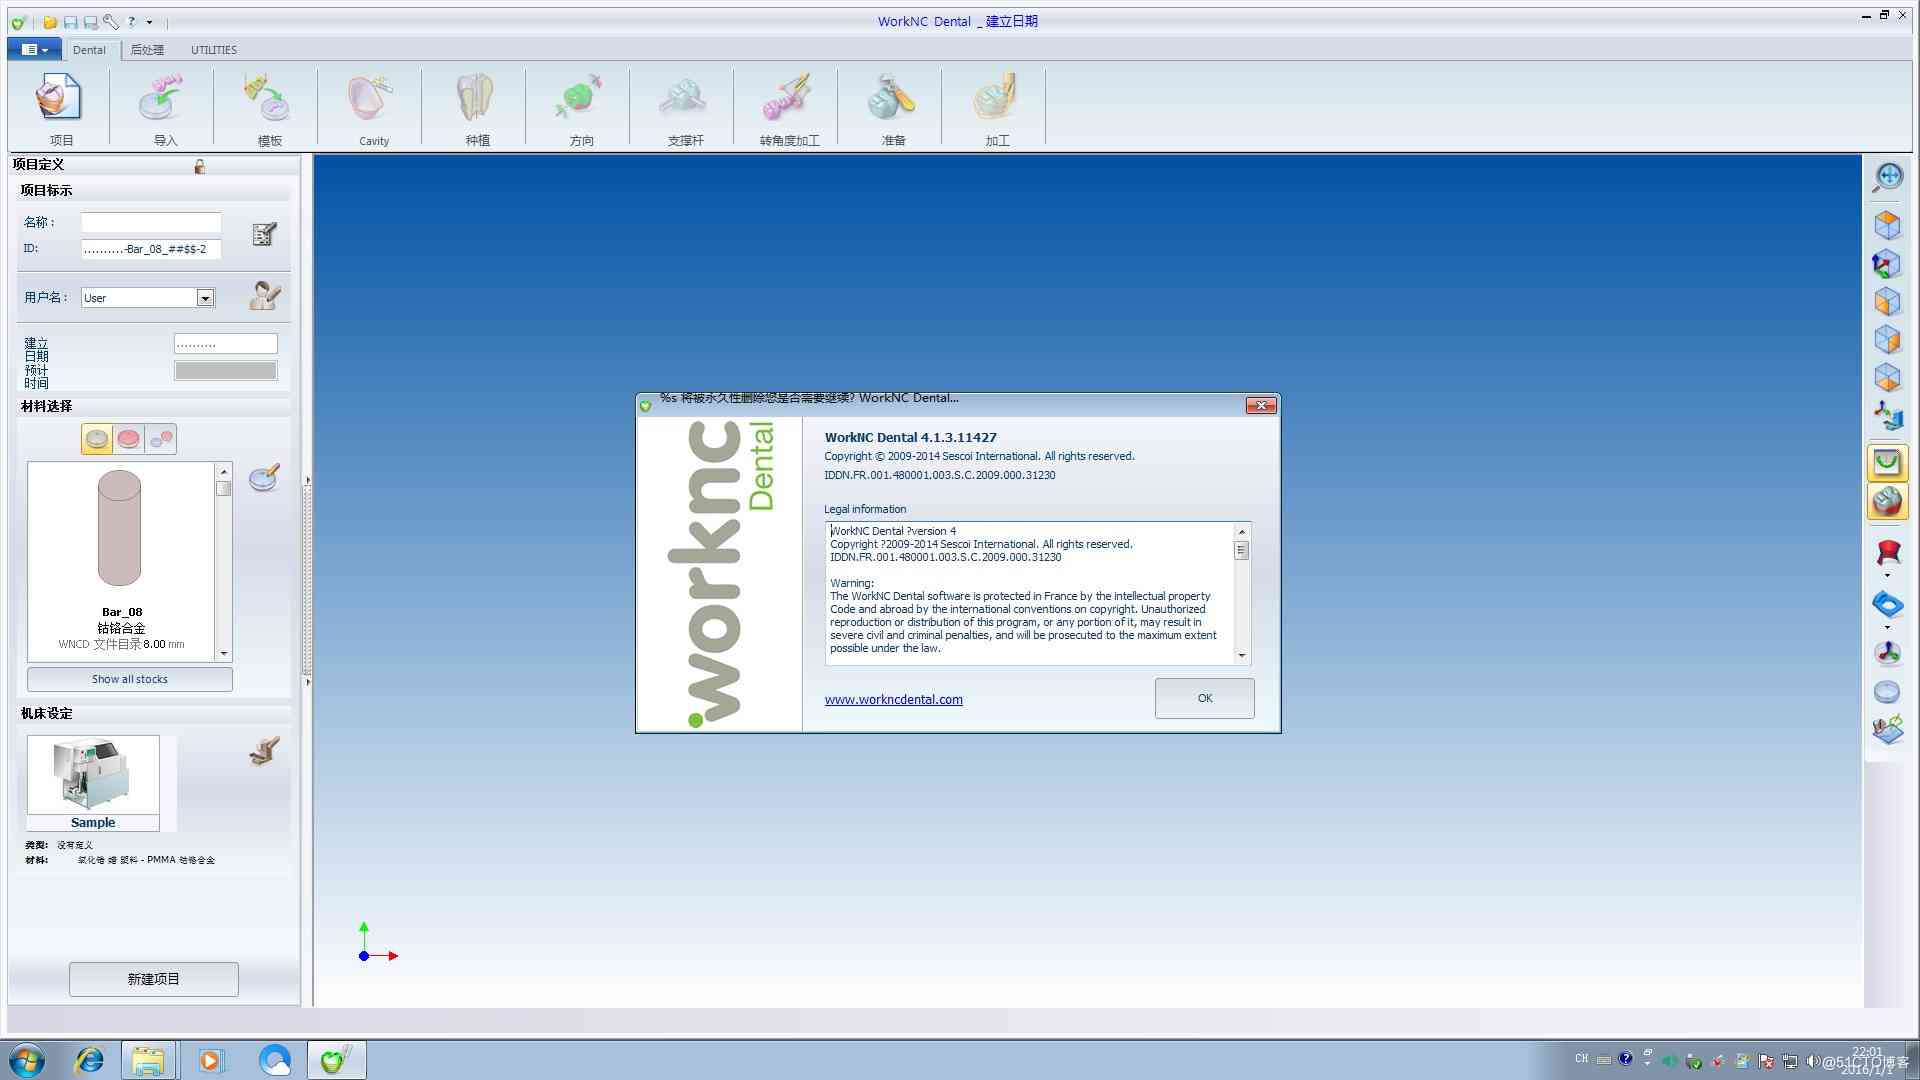 WorkNC Dental _ 建立日期
Dental
后处理
UTILITIES
项目
导入
模板
Cavity
种植
方向
支撑杆
转角度加工
准备
加工
项目定义
项目标示
名称 :
ID:
..........-Bar_08_##$$-2
用户名 :
User
建立
日期
..........
预计
时间
材料选择
Bar_08
钴铬合金
WNCD 文件目录 8.00 mm
Show all stocks
机床设定
Sample
类型: 没有定义
材料: 氧化锆 蜡 塑料 - PMMA 钴铬合金
新建项目
%s 将被永久性删除您是否需要继续? WorkNC Dental...
worknc
Dental
WorkNC Dental 4.1.3.11427
Copyright © 2009-2014 Sescoi International. All rights reserved.
IDDN.FR.001.480001.003.S.C.2009.000.31230
Legal information
WorkNC Dental ?version 4
Copyright ?2009-2014 Sescoi International. All rights reserved.
IDDN.FR.001.480001.003.S.C.2009.000.31230
Warning:
The WorkNC Dental software is protected in France by the intellectual property
Code and abroad by the international conventions on copyright. Unauthorized
reproduction or distribution of this program, or any portion of it, may result in
severe civil and criminal penalties, and will be prosecuted to the maximum extent
possible under the law.
www.workncdental.com
OK
CH
22:01
2016/1/1
@51CTO博客